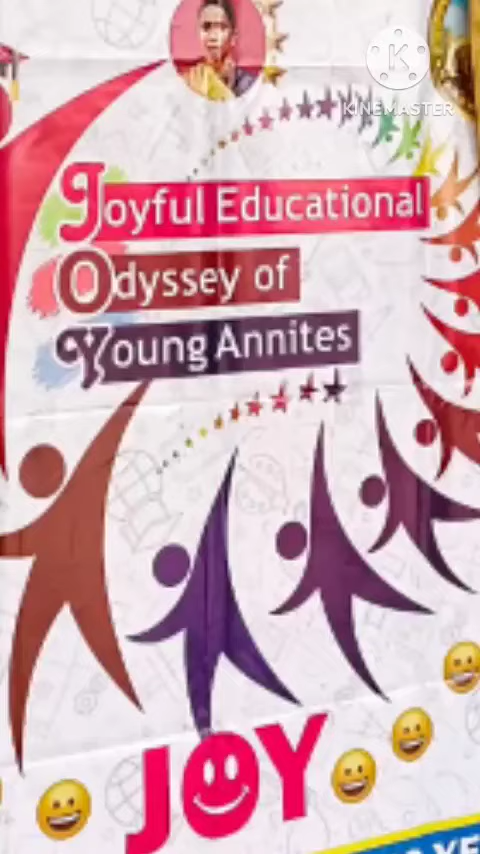 KINEMASTER
Joyful Educational
Odyssey of
Young Annites
JOY